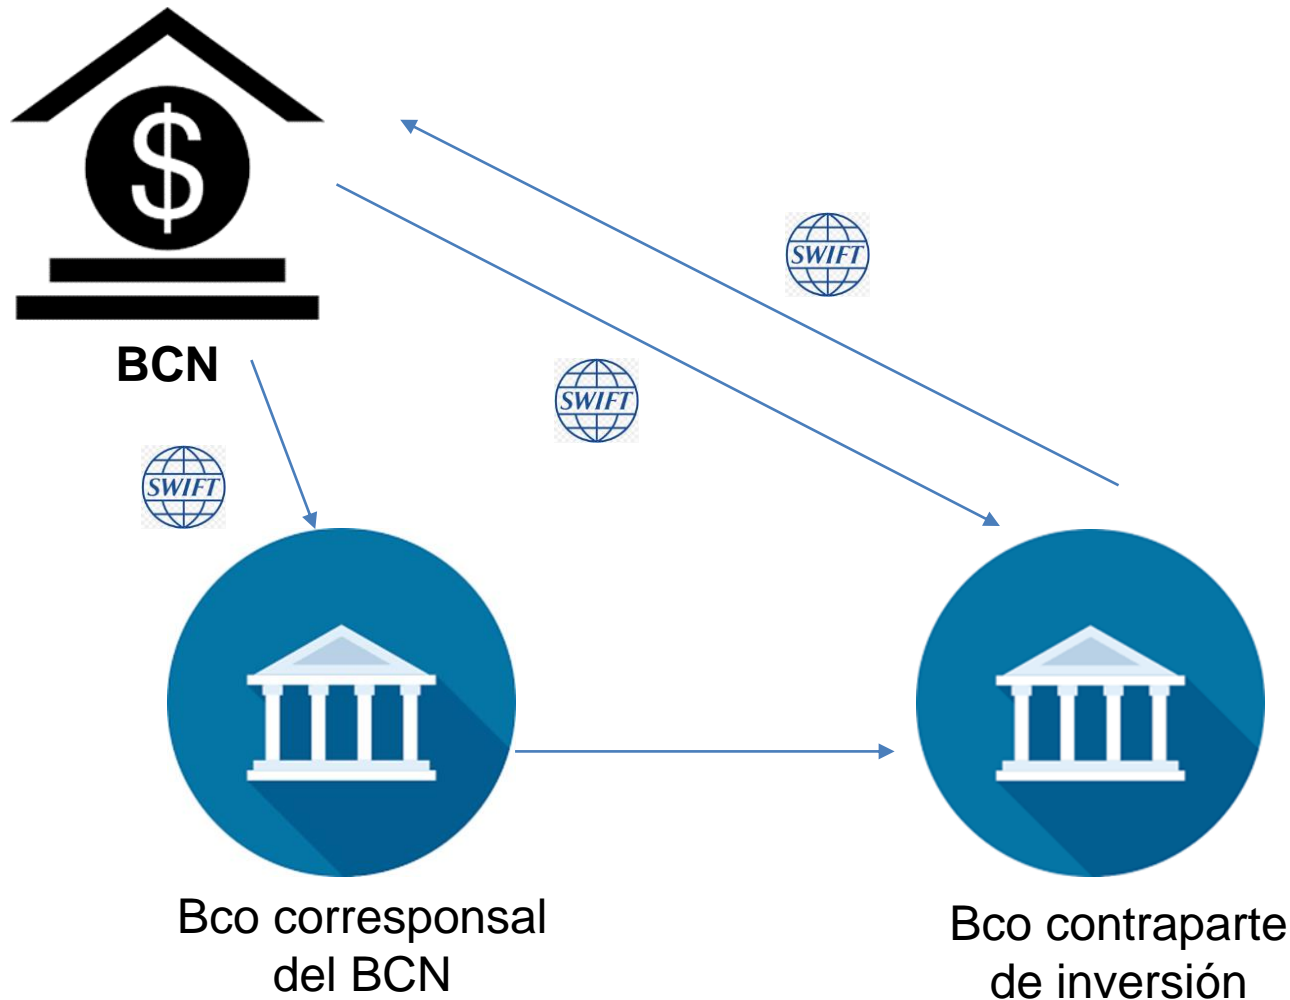 $
SWIFT
BCN
SWIFT
SWIFT
Bco corresponsal
del BCN
Bco contraparte
de inversión